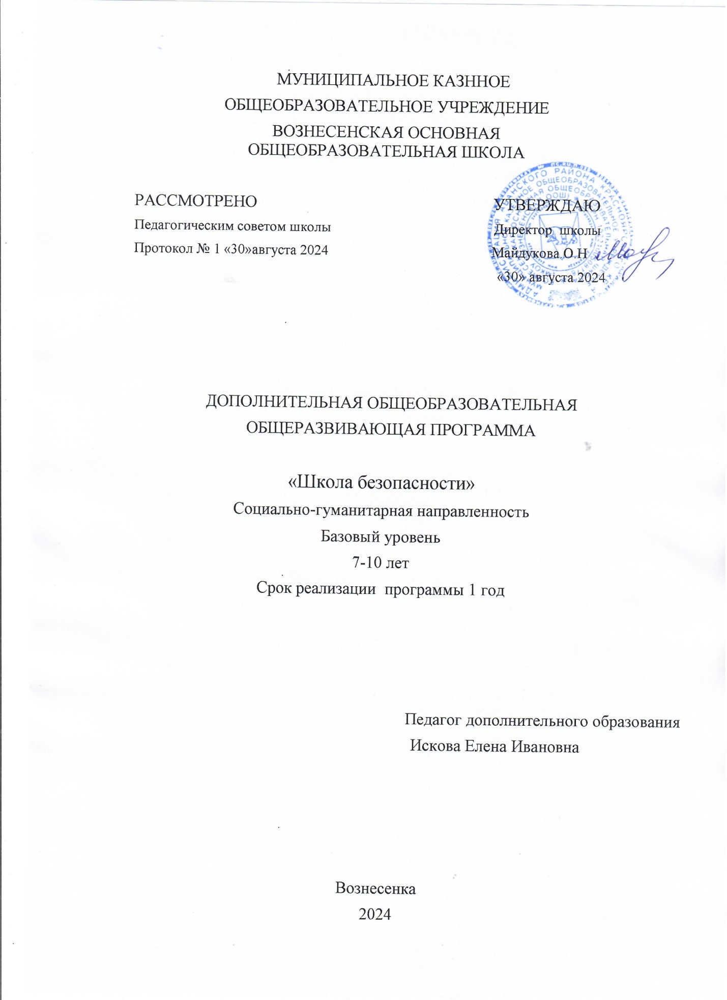 МУНИЦИПАЛЬНОЕ КАЗННОЕ
ОБЩЕОБРАЗОВАТЕЛЬНОЕ УЧРЕЖДЕНИЕ
ВОЗНЕСЕНСКАЯ ОСНОВНАЯ
ОБЩЕОБРАЗОВАТЕЛЬНАЯ ШКОЛА
РАССМОТРЕНО
Педагогическим советом школы
Протокол № 1 «30»августа 2024
УТВЕРЖДАЮ
Директор школы
Майдукова.О.Н
«30» августа 2024
ДОПОЛНИТЕЛЬНАЯ ОБЩЕОБРАЗОВАТЕЛЬНАЯ
ОБЩЕРАЗВИВАЮЩАЯ ПРОГРАММА
«Школа безопасности»
Социально-гуманитарная направленность
Базовый уровень
7-10 лет
Срок реализации программы 1 год
Педагог дополнительного образования
Искова Елена Ивановна
Вознесенка
2024